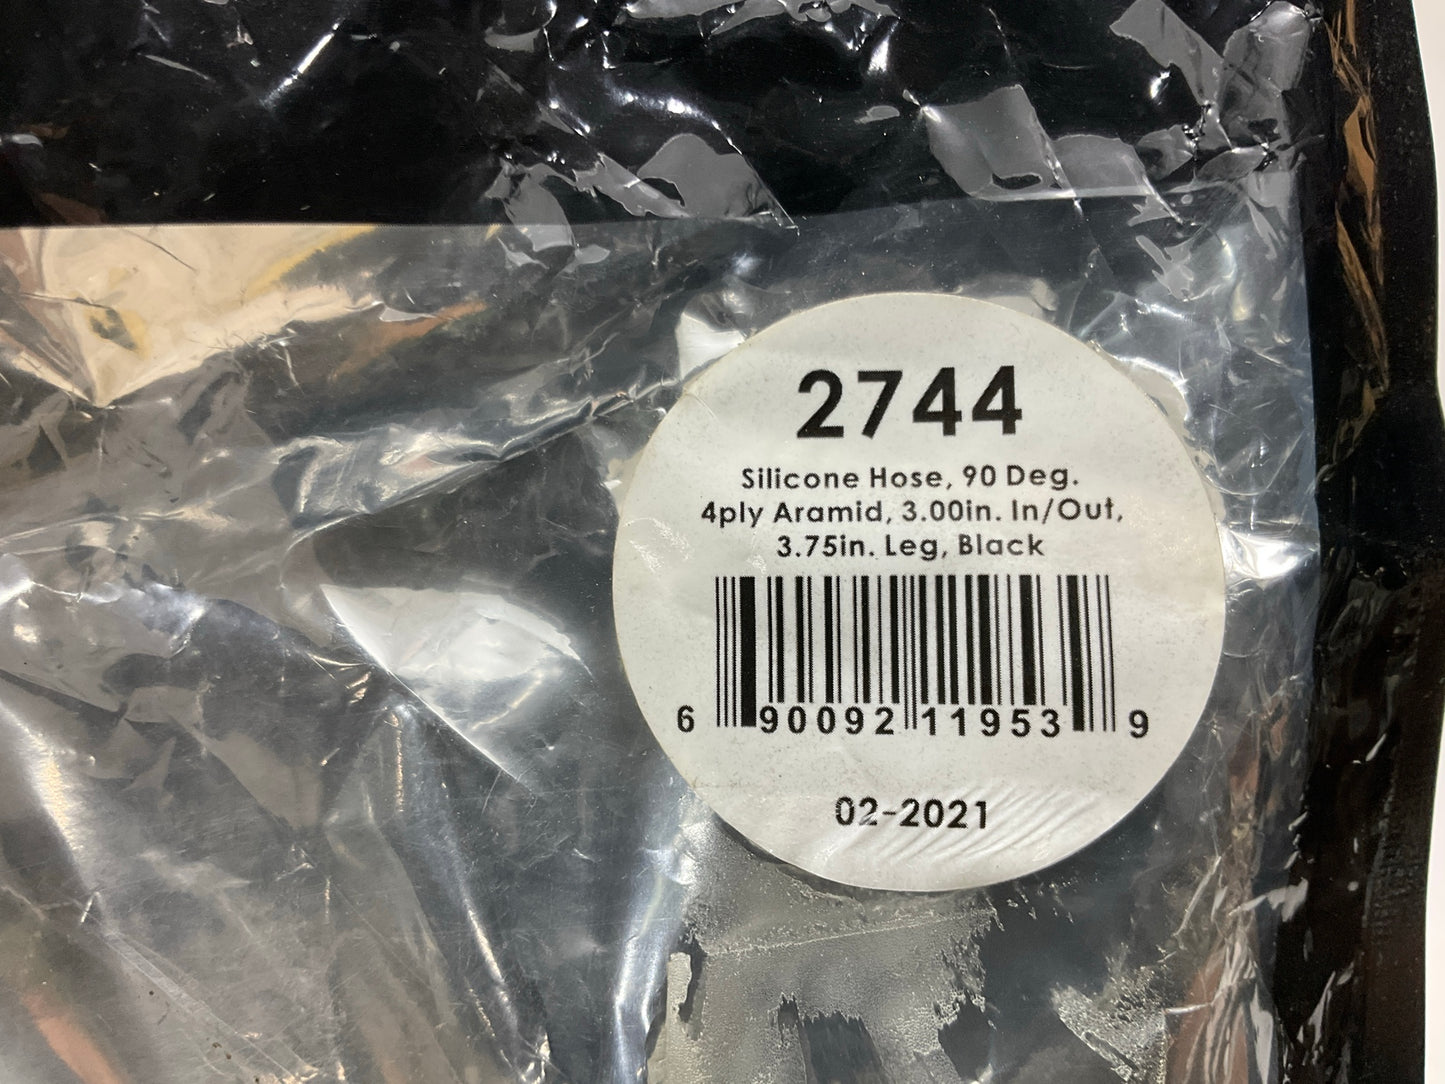 2744
Silicone Hose, 90 Deg.
4ply Aramid, 3.00in. In/Out,
3.75in. Leg, Black
6 90092 11953 9
02-2021